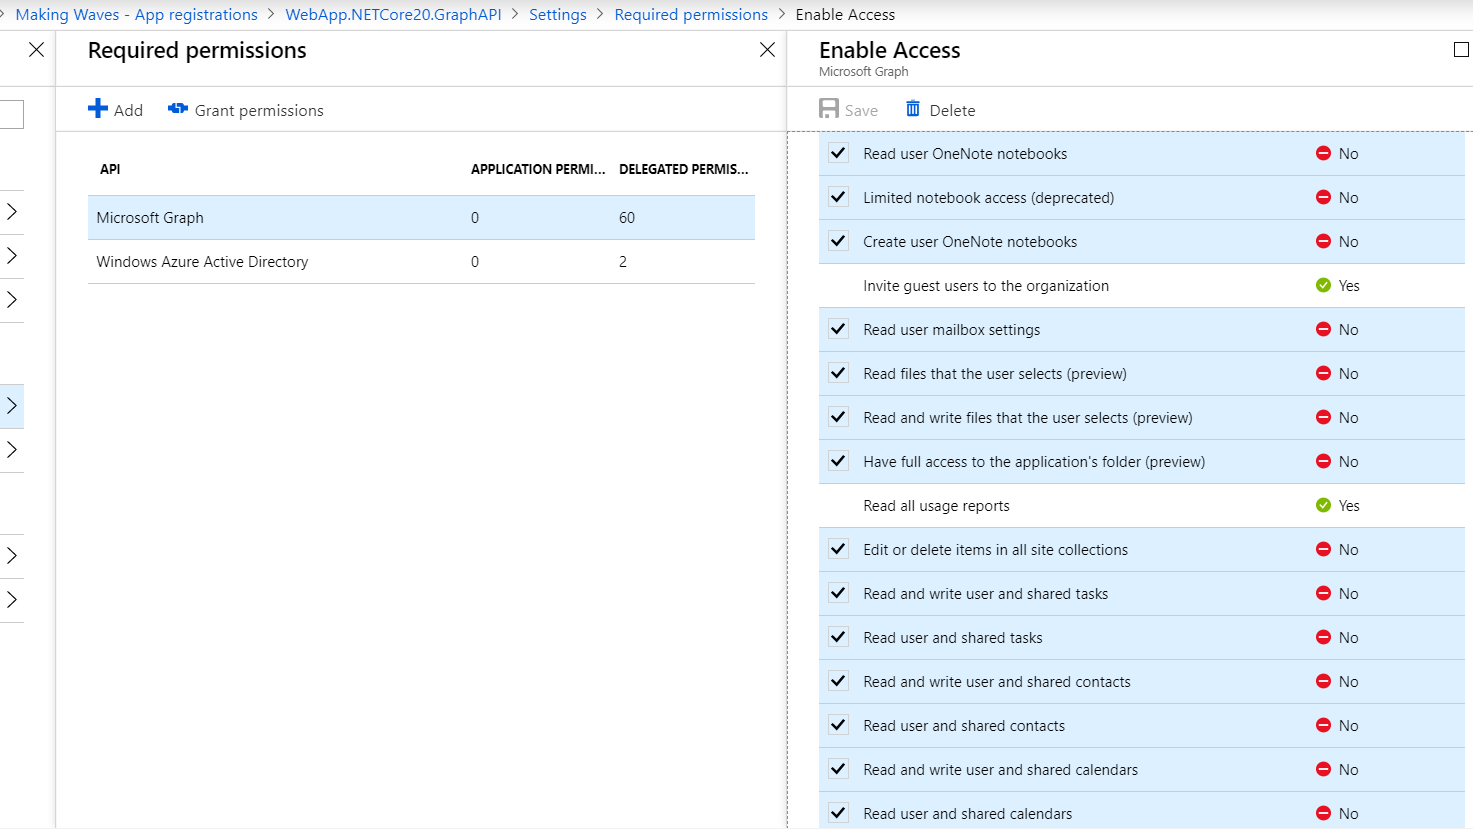 Making Waves - App registrations > WebApp.NETCore20.GraphAPI > Settings > Required permissions > Enable Access
Required permissions
Add Grant permissions
API APPLICATION PERMI... DELEGATED PERMIS...
Microsoft Graph 0 60
Windows Azure Active Directory 0 2
Enable Access
Microsoft Graph
Save Delete
Read user OneNote notebooks No
Limited notebook access (deprecated) No
Create user OneNote notebooks No
Invite guest users to the organization Yes
Read user mailbox settings No
Read files that the user selects (preview) No
Read and write files that the user selects (preview) No
Have full access to the application's folder (preview) No
Read all usage reports Yes
Edit or delete items in all site collections No
Read and write user and shared tasks No
Read user and shared tasks No
Read and write user and shared contacts No
Read user and shared contacts No
Read and write user and shared calendars No
Read user and shared calendars No